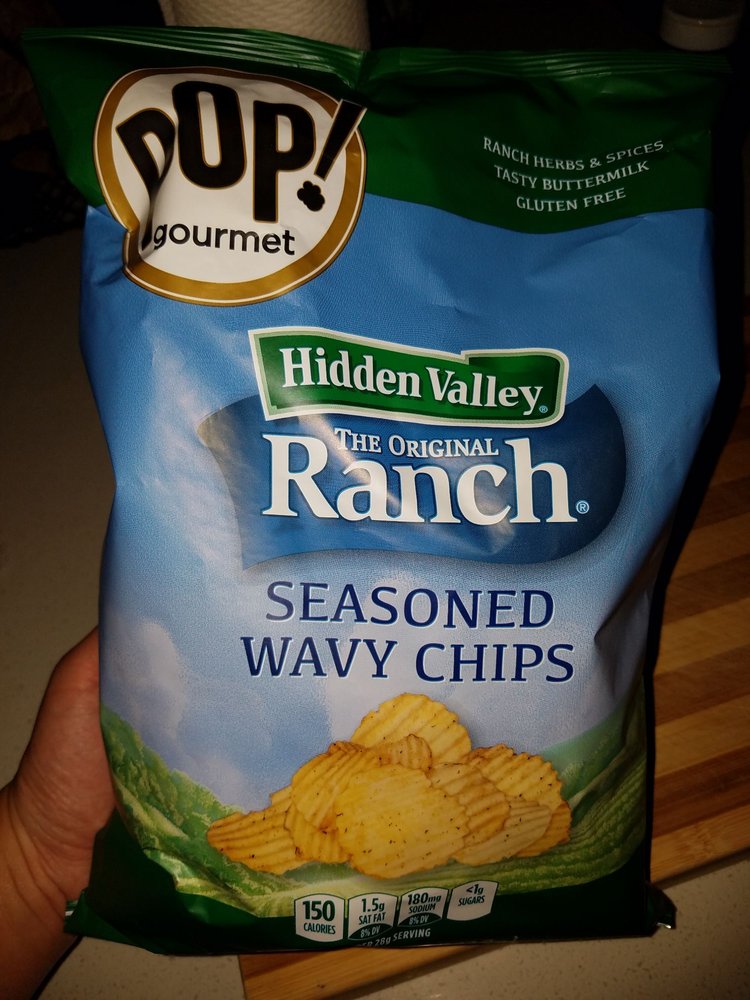 POP!
gourmet
RANCH HERBS & SPICES
TASTY BUTTERMILK
GLUTEN FREE
Hidden Valley®
THE ORIGINAL
Ranch®
SEASONED
WAVY CHIPS
150
CALORIES
1.5g
SAT FAT
8% DV
180mg
SODIUM
8% DV
<1g
SUGARS
28g SERVING